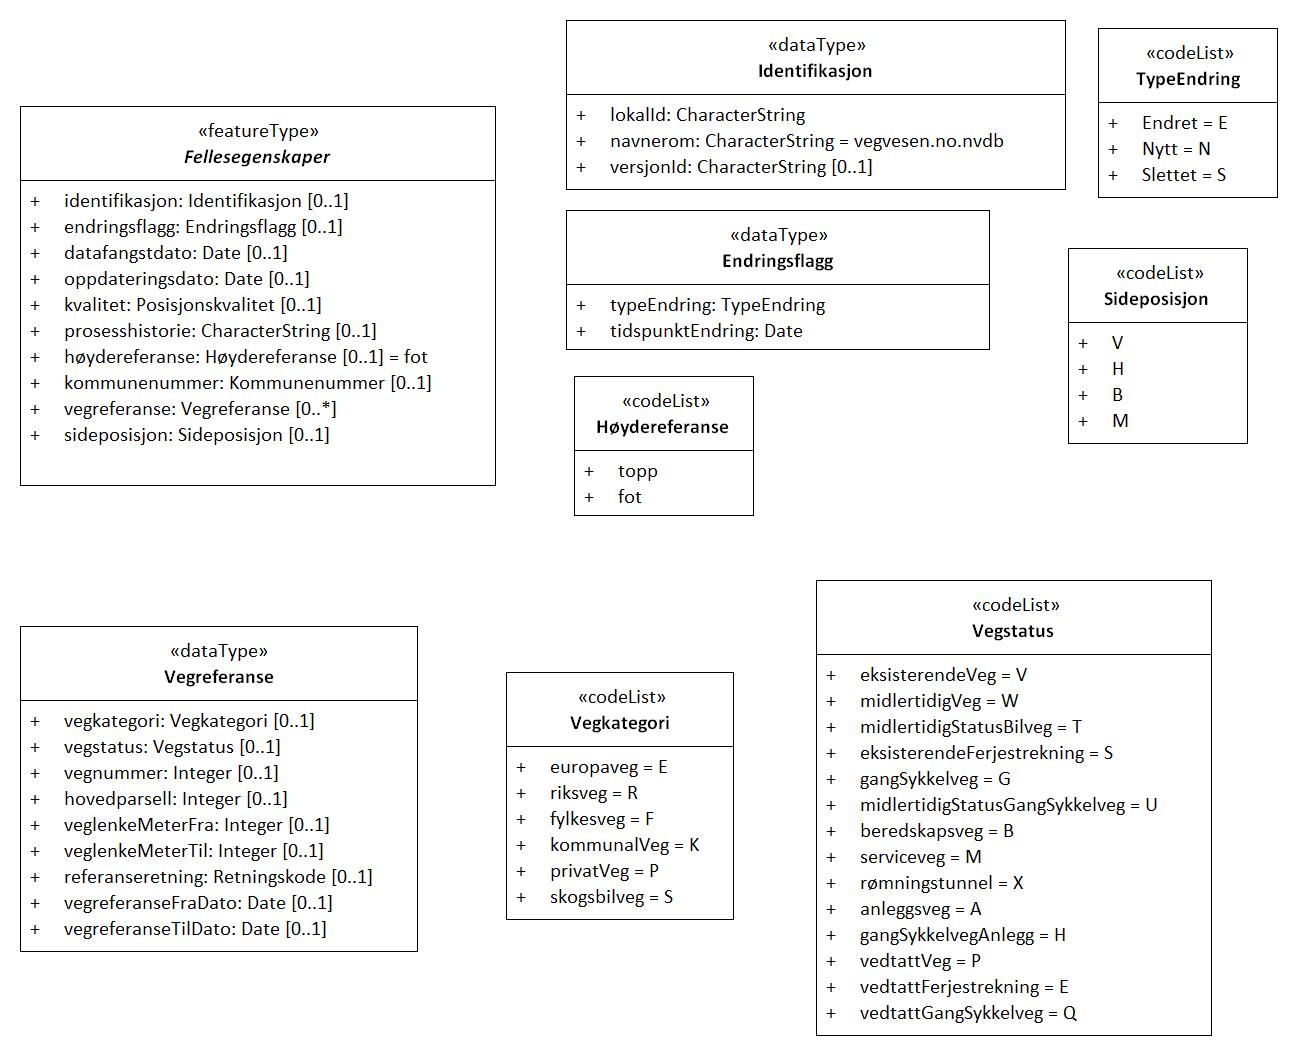 «featureType»
Fellesegenskaper
+ identifikasjon: Identifikasjon [0..1]
+ endringsflagg: Endringsflagg [0..1]
+ datafangstdato: Date [0..1]
+ oppdateringsdato: Date [0..1]
+ kvalitet: Posisjonskvalitet [0..1]
+ prosesshistorie: CharacterString [0..1]
+ høydereferanse: Høydereferanse [0..1] = fot
+ kommunenummer: Kommunenummer [0..1]
+ vegreferanse: Vegreferanse [0..*]
+ sideposisjon: Sideposisjon [0..1]
«dataType»
Identifikasjon
+ lokalId: CharacterString
+ navnerom: CharacterString = vegvesen.no.nvdb
+ versjonId: CharacterString [0..1]
«codeList»
TypeEndring
+ Endret = E
+ Nytt = N
+ Slettet = S
«dataType»
Endringsflagg
+ typeEndring: TypeEndring
+ tidspunktEndring: Date
«codeList»
Sideposisjon
+ V
+ H
+ B
+ M
«codeList»
Høydereferanse
+ topp
+ fot
«dataType»
Vegreferanse
+ vegkategori: Vegkategori [0..1]
+ vegstatus: Vegstatus [0..1]
+ vegnummer: Integer [0..1]
+ hovedparsell: Integer [0..1]
+ veglenkeMeterFra: Integer [0..1]
+ veglenkeMeterTil: Integer [0..1]
+ referanseretning: Retningskode [0..1]
+ vegreferanseFraDato: Date [0..1]
+ vegreferanseTilDato: Date [0..1]
«codeList»
Vegkategori
+ europaveg = E
+ riksveg = R
+ fylkesveg = F
+ kommunalVeg = K
+ privatVeg = P
+ skogsbilveg = S
«codeList»
Vegstatus
+ eksisterendeVeg = V
+ midlertidigVeg = W
+ midlertidigStatusBilveg = T
+ eksisterendeFerjestrekning = S
+ gangSykkelveg = G
+ midlertidigStatusGangSykkelveg = U
+ beredskapsveg = B
+ serviceveg = M
+ rømningstunnel = X
+ anleggsveg = A
+ gangSykkelvegAnlegg = H
+ vedtattVeg = P
+ vedtattFerjestrekning = E
+ vedtattGangSykkelveg = Q